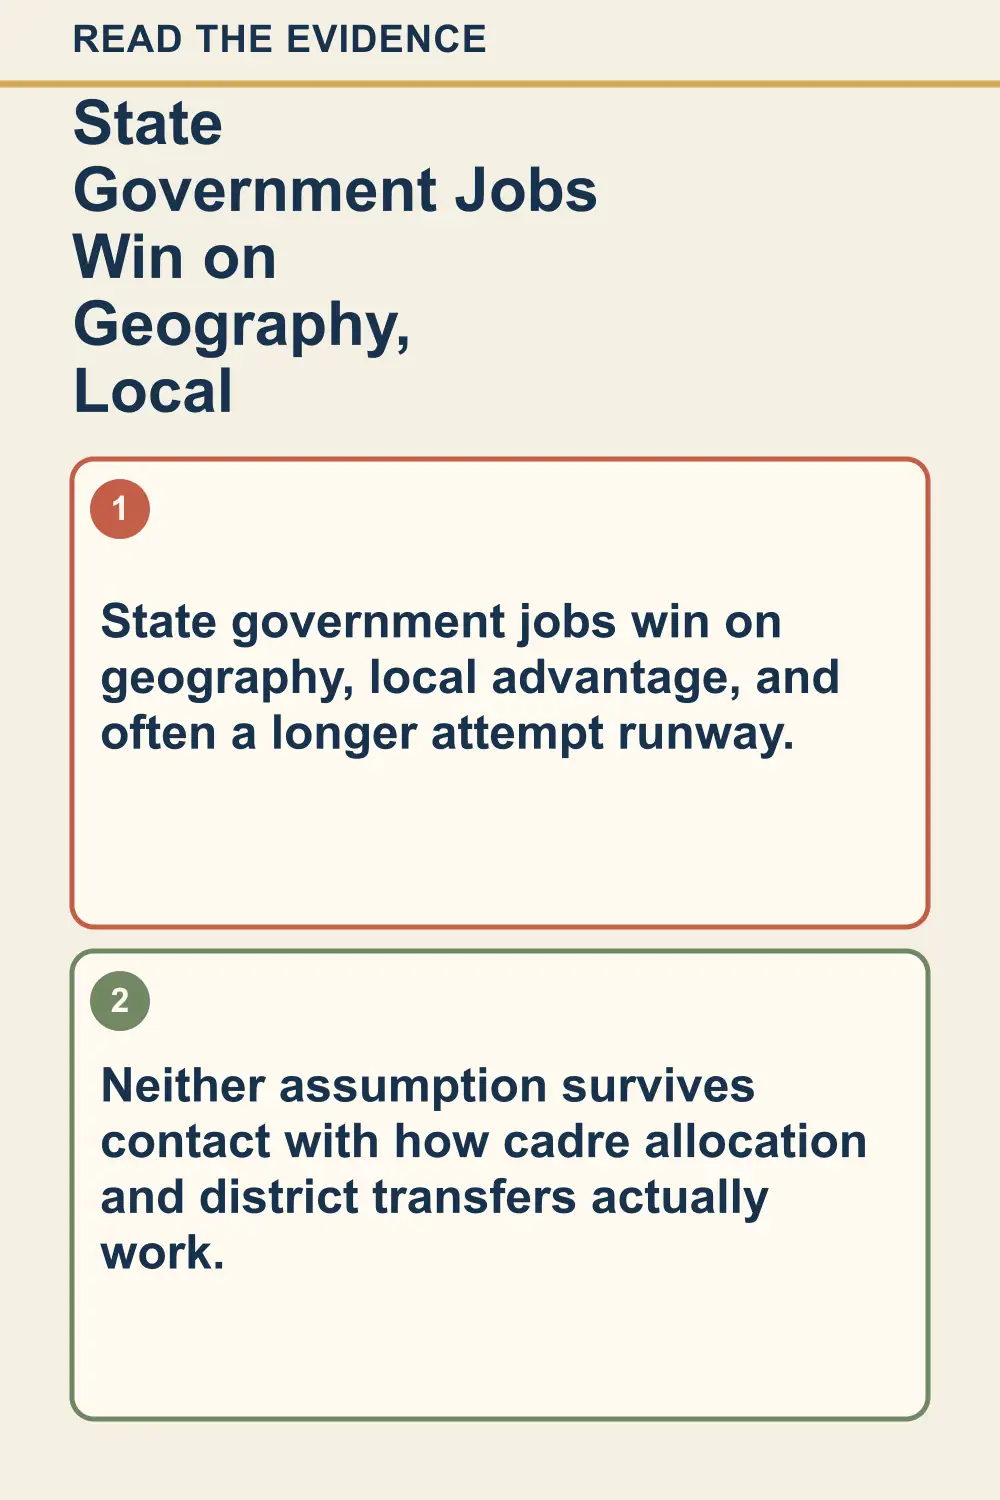 READ THE EVIDENCE
State
Government Jobs
Win on
Geography,
Local
1
State government jobs win on
geography, local advantage, and
often a longer attempt runway.
2
Neither assumption survives
contact with how cadre allocation
and district transfers actually
work.